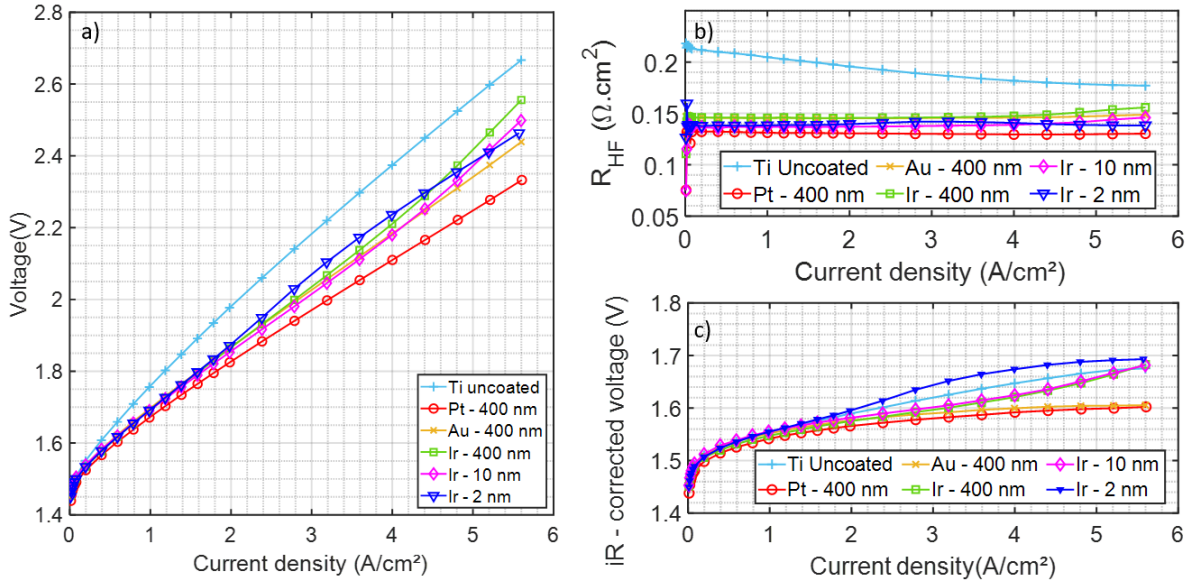 a)
2.8
2.6
2.4
2.2
2
1.8
1.6
1.4
Voltage(V)
0 1 2 3 4 5 6
Current density (A/cm²)
Ti uncoated
Pt - 400 nm
Au - 400 nm
Ir - 400 nm
Ir - 10 nm
Ir - 2 nm
b)
0.2
0.15
0.1
0.05
R_HF (Ω.cm²)
Ti Uncoated Au - 400 nm Ir - 10 nm
Pt - 400 nm Ir - 400 nm Ir - 2 nm
0 1 2 3 4 5 6
Current density (A/cm²)
c)
1.8
1.7
1.6
1.5
1.4
iR - corrected voltage (V)
Ti Uncoated Au - 400 nm Ir - 10 nm
Pt - 400 nm Ir - 400 nm Ir - 2 nm
0 1 2 3 4 5 6
Current density(A/cm²)